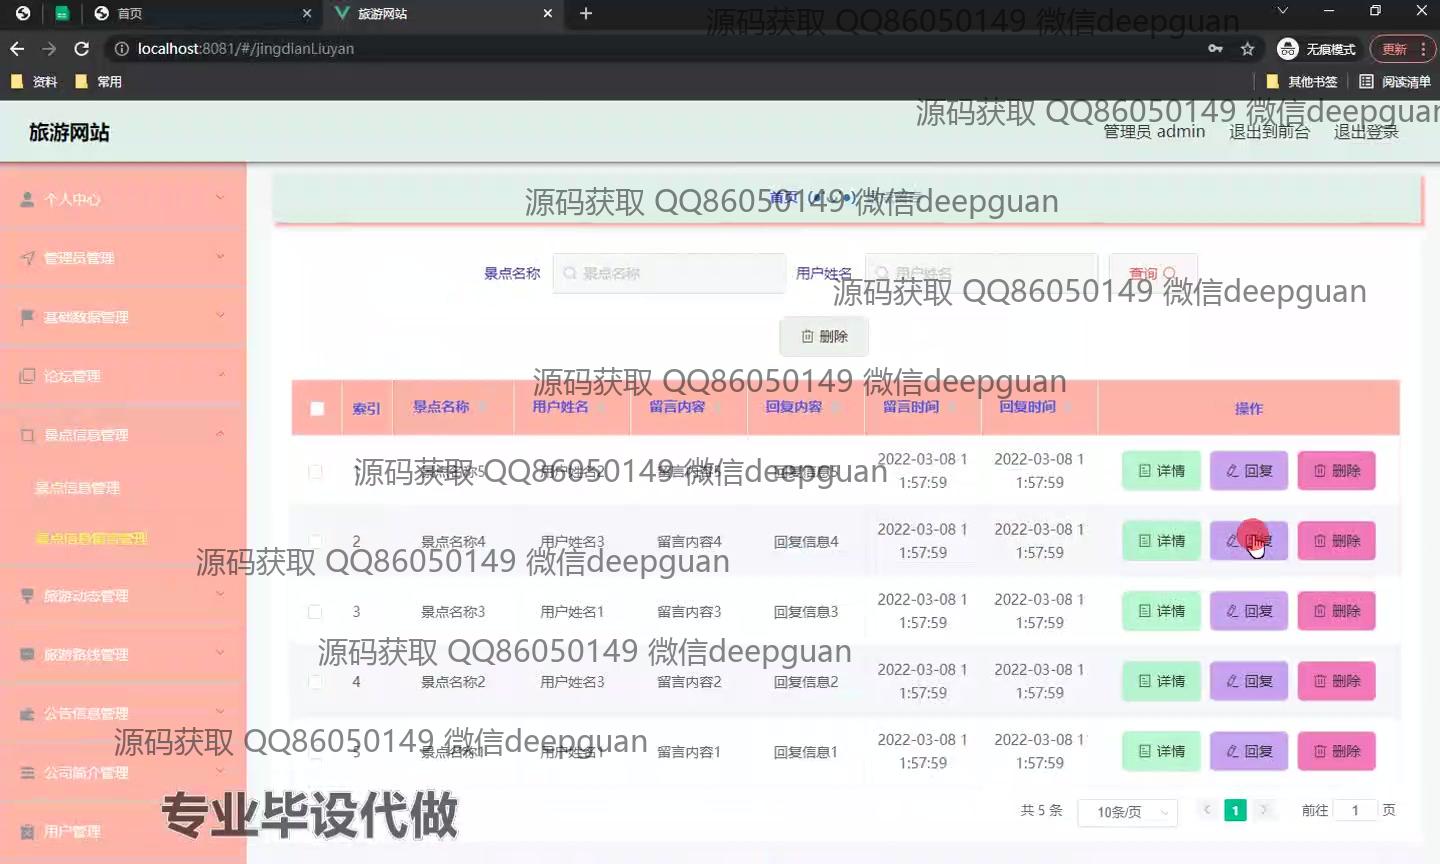 首页
旅游网站
源码获取 QQ86050149 微信deepguan
localhost:8081/#/jingdianLiuyan
无痕模式
更新
资料
常用
其他书签
阅读清单
源码获取 QQ86050149 微信deepguan
旅游网站
管理员 admin
退出到前台
退出登录
个人中心
管理员管理
基础数据管理
论坛管理
景点信息管理
景点信息管理
景点信息留言管理
旅游动态管理
旅游路线管理
公告信息管理
公司简介管理
用户管理
首页
源码获取 QQ86050149 微信deepguan
景点名称
景点名称
用户姓名
用户姓名
查询
源码获取 QQ86050149 微信deepguan
删除
源码获取 QQ86050149 微信deepguan
索引 景点名称 用户姓名 留言内容 回复内容 留言时间 回复时间 操作
景点名称5 用户姓名2 留言内容5 回复信息5 2022-03-08 1 2022-03-08 1 详情 回复 删除
1:57:59 1:57:59
源码获取 QQ86050149 微信deepguan
2 景点名称4 用户姓名3 留言内容4 回复信息4 2022-03-08 1 2022-03-08 1 详情 回复 删除
1:57:59 1:57:59
源码获取 QQ86050149 微信deepguan
3 景点名称3 用户姓名1 留言内容3 回复信息3 2022-03-08 1 2022-03-08 1 详情 回复 删除
1:57:59 1:57:59
源码获取 QQ86050149 微信deepguan
4 景点名称2 用户姓名3 留言内容2 回复信息2 2022-03-08 1 2022-03-08 1 详情 回复 删除
1:57:59 1:57:59
源码获取 QQ86050149 微信deepguan
5 景点名称1 用户姓名1 留言内容1 回复信息1 2022-03-08 1 2022-03-08 1 详情 回复 删除
1:57:59 1:57:59
共 5 条 10条/页 1 前往 1 页
专业毕设代做